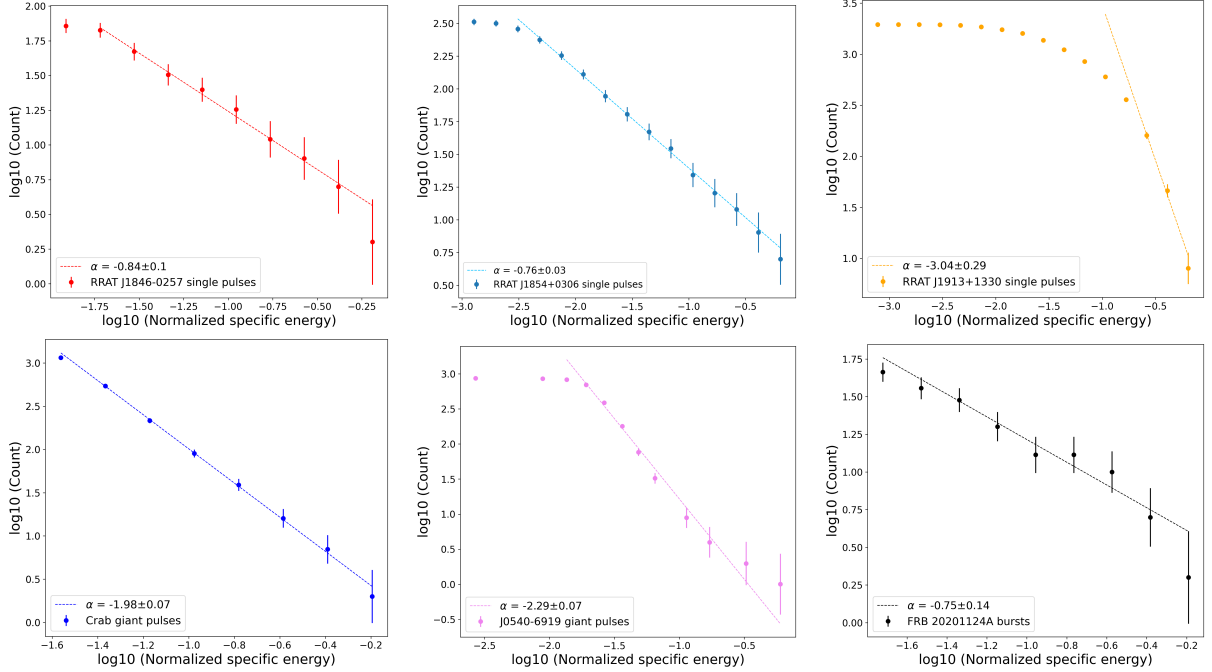 2.00
1.75
1.50
1.25
1.00
0.75
0.50
0.25
0.00
log10 (Count)
α = -0.84±0.1
RRAT J1846-0257 single pulses
−1.75 −1.50 −1.25 −1.00 −0.75 −0.50 −0.25
log10 (Normalized specific energy)
2.50
2.25
2.00
1.75
1.50
1.25
1.00
0.75
0.50
log10 (Count)
α = -0.76±0.03
RRAT J1854+0306 single pulses
−3.0 −2.5 −2.0 −1.5 −1.0 −0.5
log10 (Normalized specific energy)
3.5
3.0
2.5
2.0
1.5
1.0
log10 (Count)
α = -3.04±0.29
RRAT J1913+1330 single pulses
−3.0 −2.5 −2.0 −1.5 −1.0 −0.5
log10 (Normalized specific energy)
3.0
2.5
2.0
1.5
1.0
0.5
0.0
log10 (Count)
α = -1.98±0.07
Crab giant pulses
−1.6 −1.4 −1.2 −1.0 −0.8 −0.6 −0.4 −0.2
log10 (Normalized specific energy)
3.0
2.5
2.0
1.5
1.0
0.5
0.0
−0.5
log10 (Count)
α = -2.29±0.07
J0540-6919 giant pulses
−2.5 −2.0 −1.5 −1.0 −0.5
log10 (Normalized specific energy)
1.75
1.50
1.25
1.00
0.75
0.50
0.25
0.00
log10 (Count)
α = -0.75±0.14
FRB 20201124A bursts
−1.6 −1.4 −1.2 −1.0 −0.8 −0.6 −0.4 −0.2
log10 (Normalized specific energy)